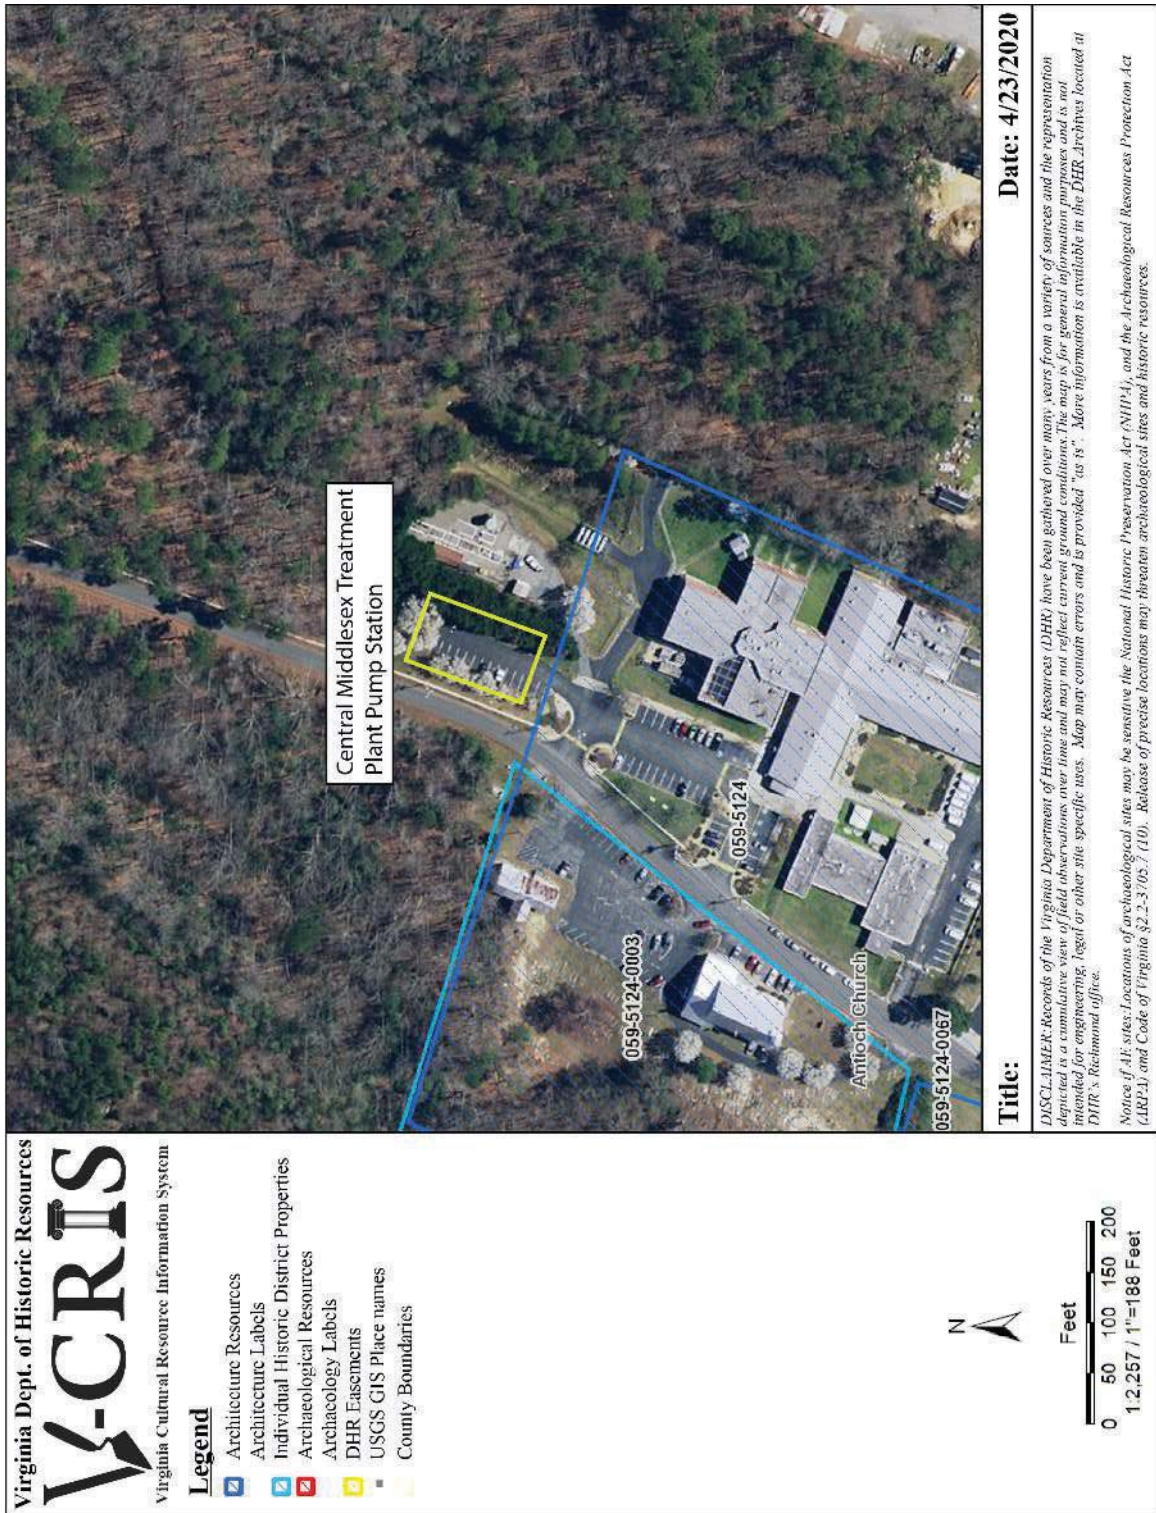 Virginia Dept. of Historic Resources
V-CRIS
Virginia Cultural Resource Information System
Legend
Architecture Resources
Architecture Labels
Individual Historic District Properties
Archaeological Resources
Archaeology Labels
DHR Easements
USGS GIS Place names
County Boundaries
N
Feet
0 50 100 150 200
1:2,257 / 1"=188 Feet
Central Middlesex Treatment
Plant Pump Station
059-5124-0003
059-5124
Antioch Church
059-5124-0067
Title:
Date: 4/23/2020
DISCLAIMER:Records of the Virginia Department of Historic Resources (DHR) have been gathered over many years from a variety of sources and the representation
depicted is a cumulative view of field observations over time and may not reflect current ground conditions.The map is for general information purposes and is not
intended for engineering, legal or other site-specific uses. Map may contain errors and is provided "as is". More information is available in the DHR Archives located at
DHR's Richmond office.
Notice if AE sites:Locations of archaeological sites may be sensitive the National Historic Preservation Act (NHPA), and the Archaeological Resources Protection Act
(ARPA) and Code of Virginia §2.2-3705.7 (10). Release of precise locations may threaten archaeological sites and historic resources.